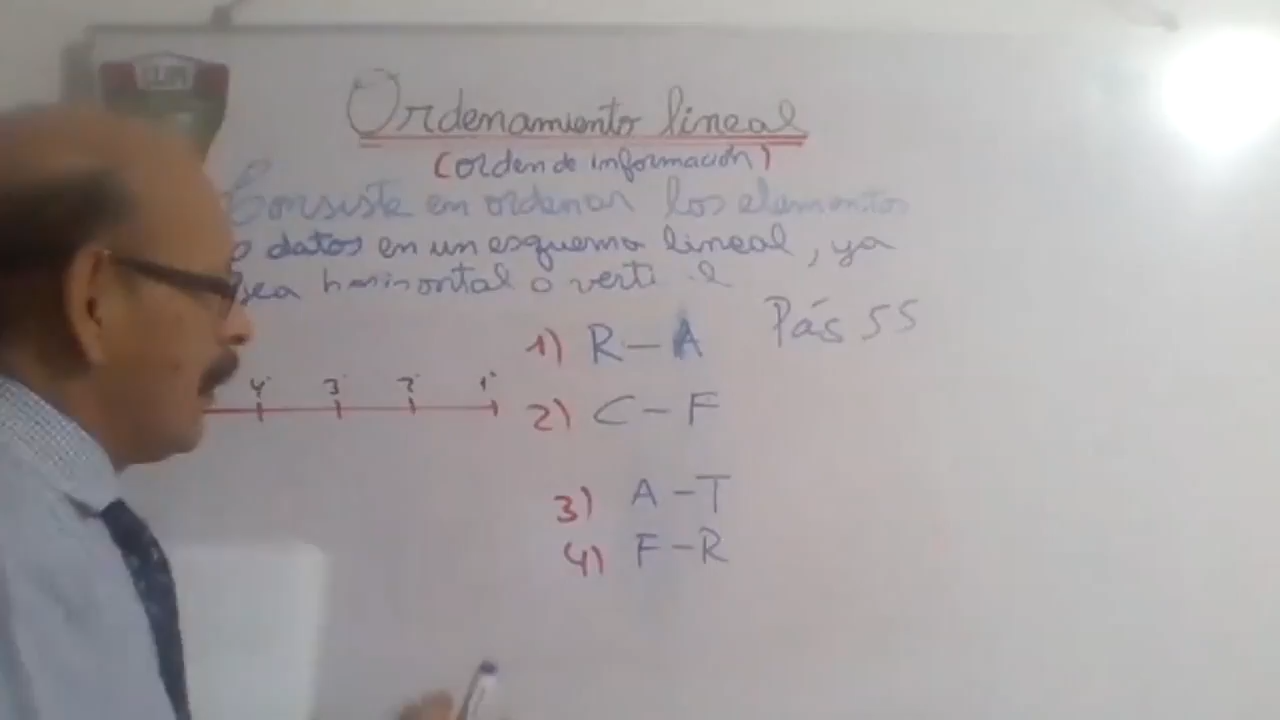 Ordenamiento lineal
(orden de información)
Consiste en ordenar los elementos
o datos en un esquema lineal, ya
sea horizontal o verti l
Pág 55
1) R – A
4° 3° 2° 1°
2) C – F
3) A – T
4) F – R